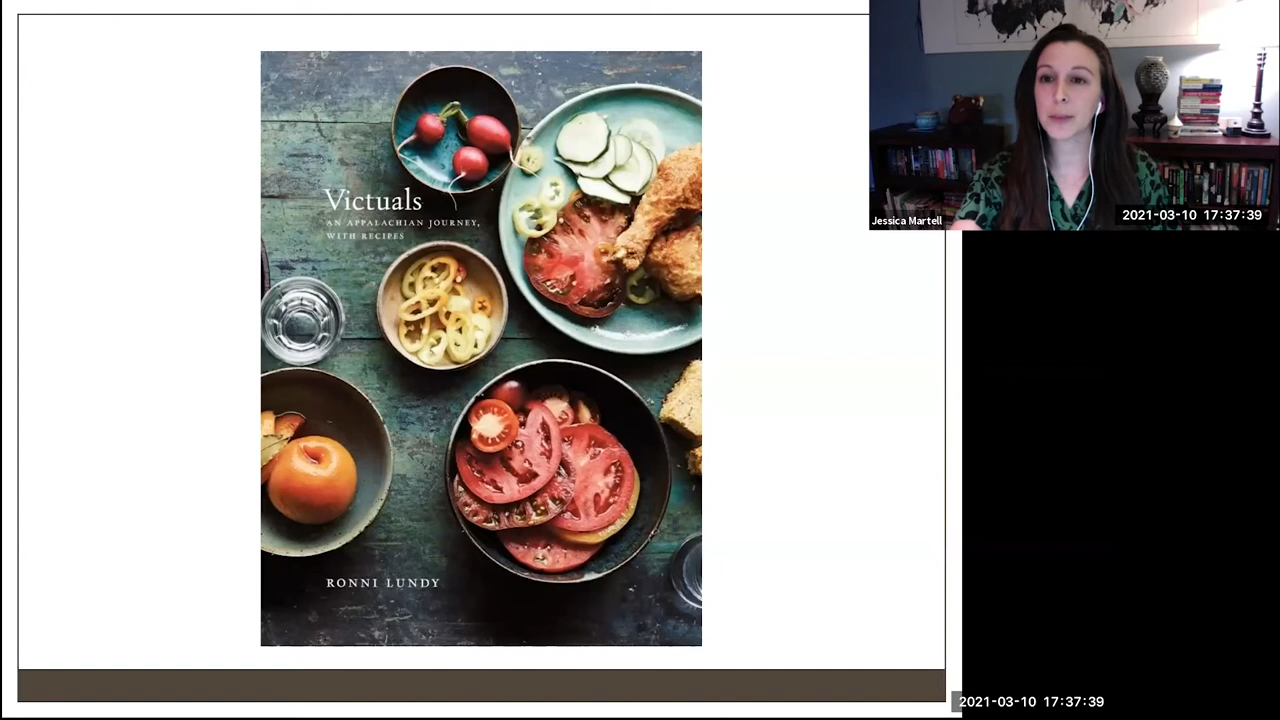 Victuals
AN APPALACHIAN JOURNEY,
WITH RECIPES
RONNI LUNDY
Jessica Martell
2021-03-10 17:37:39
2021-03-10 17:37:39